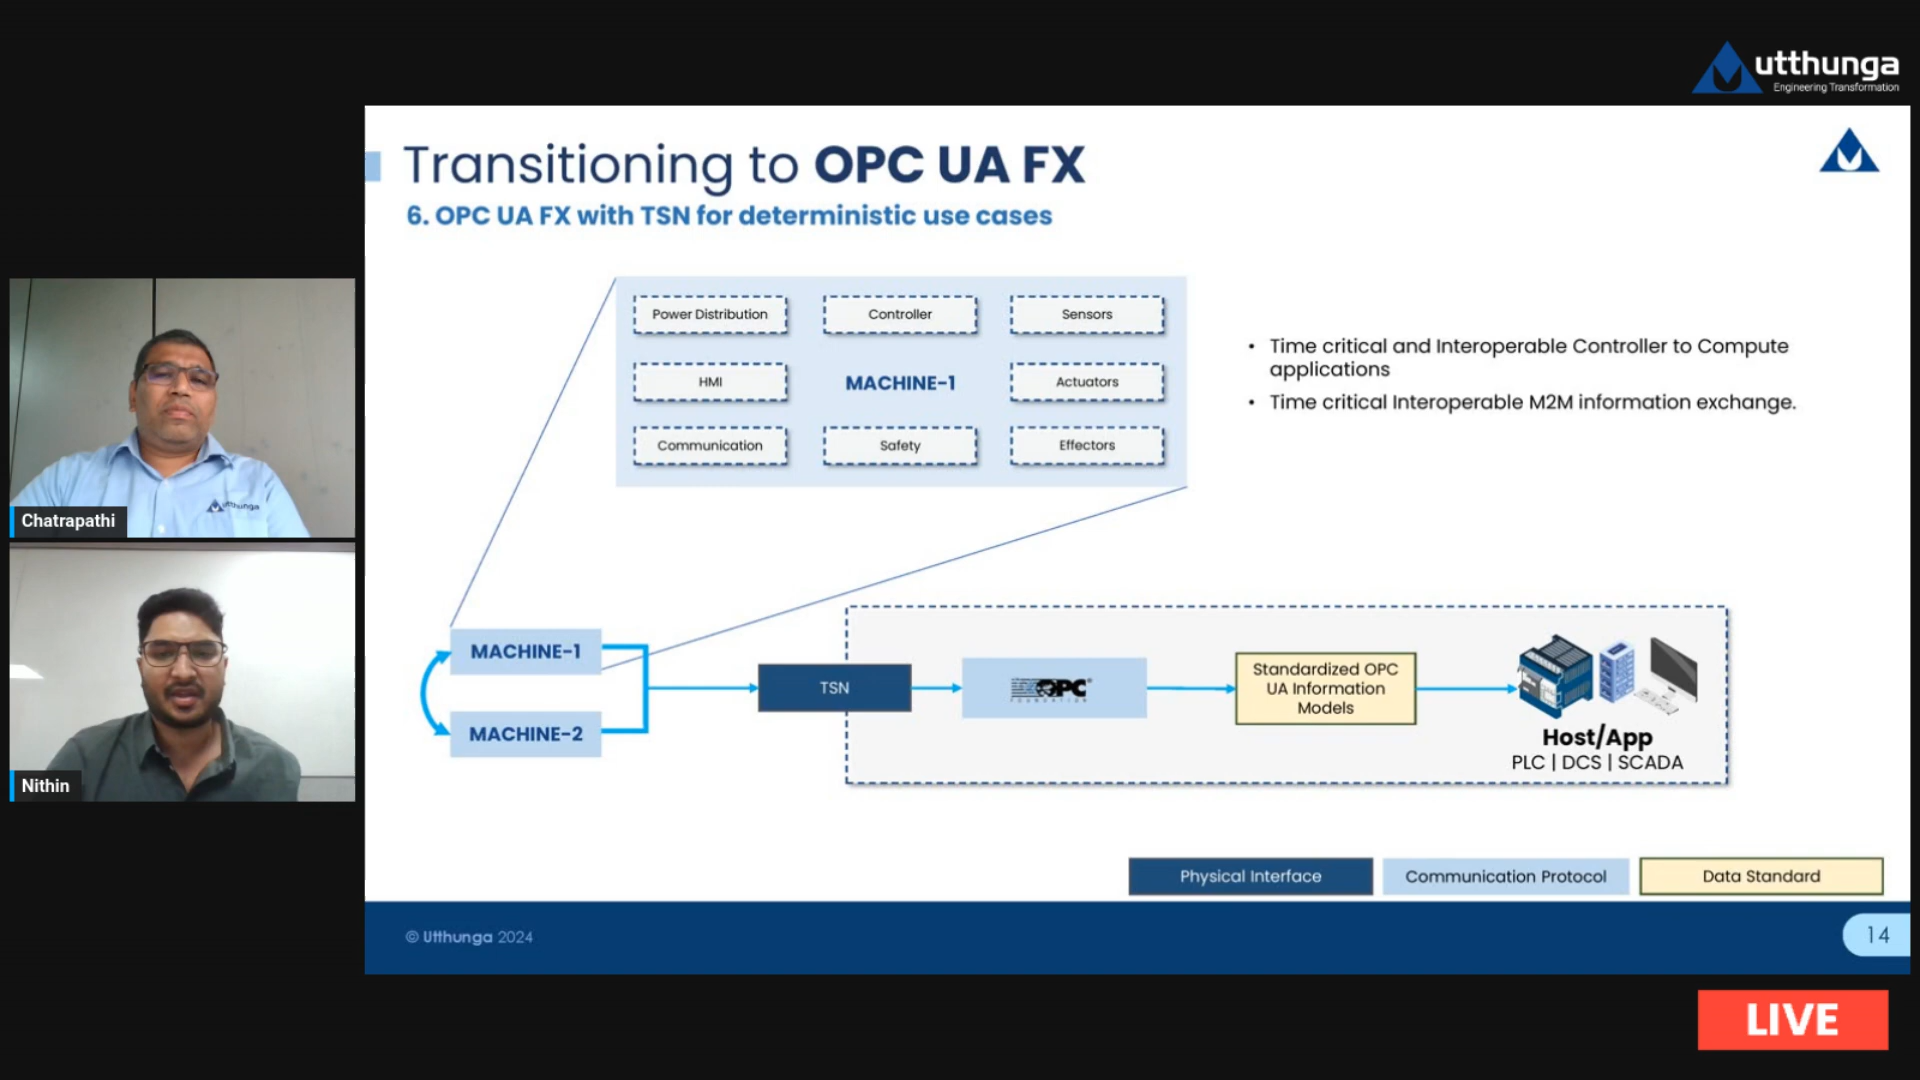 utthunga
Engineering Transformation
Transitioning to OPC UA FX
6. OPC UA FX with TSN for deterministic use cases
Power Distribution
Controller
Sensors
HMI
MACHINE-1
Actuators
Communication
Safety
Effectors
• Time critical and Interoperable Controller to Compute
applications
• Time critical Interoperable M2M information exchange.
utthunga
Chatrapathi
Nithin
MACHINE-1
MACHINE-2
TSN
OPC
FOUNDATION
Standardized OPC
UA Information
Models
Host/App
PLC | DCS | SCADA
Physical Interface
Communication Protocol
Data Standard
© Utthunga 2024
14
LIVE